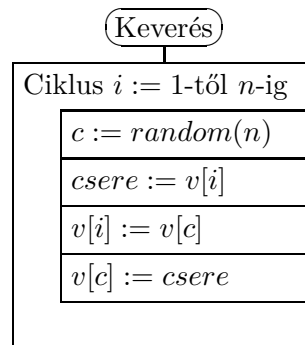 Keverés
Ciklus i := 1-től n-ig
c := random(n)
csere := v[i]
v[i] := v[c]
v[c] := csere